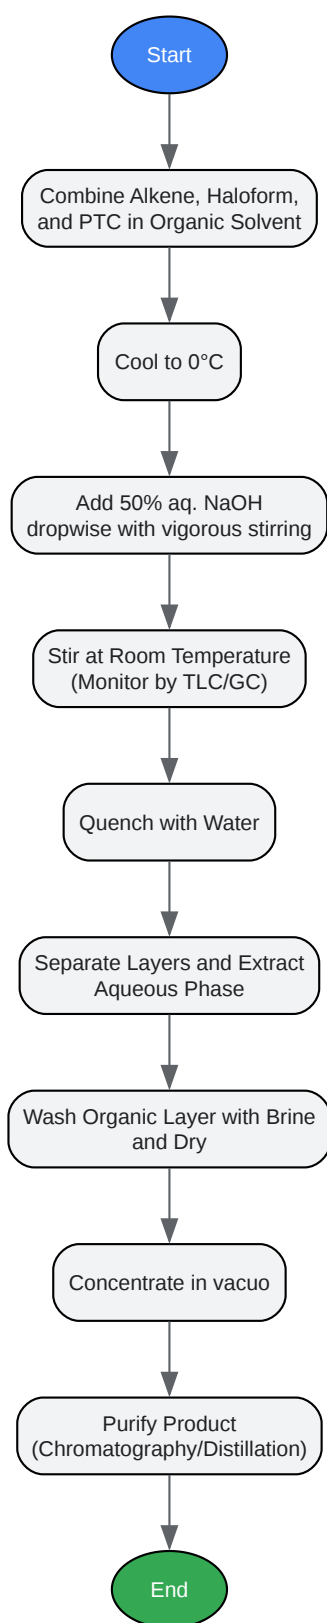 Start
Combine Alkene, Haloform,
and PTC in Organic Solvent
Cool to 0°C
Add 50% aq. NaOH
dropwise with vigorous stirring
Stir at Room Temperature
(Monitor by TLC/GC)
Quench with Water
Separate Layers and Extract
Aqueous Phase
Wash Organic Layer with Brine
and Dry
Concentrate in vacuo
Purify Product
(Chromatography/Distillation)
End